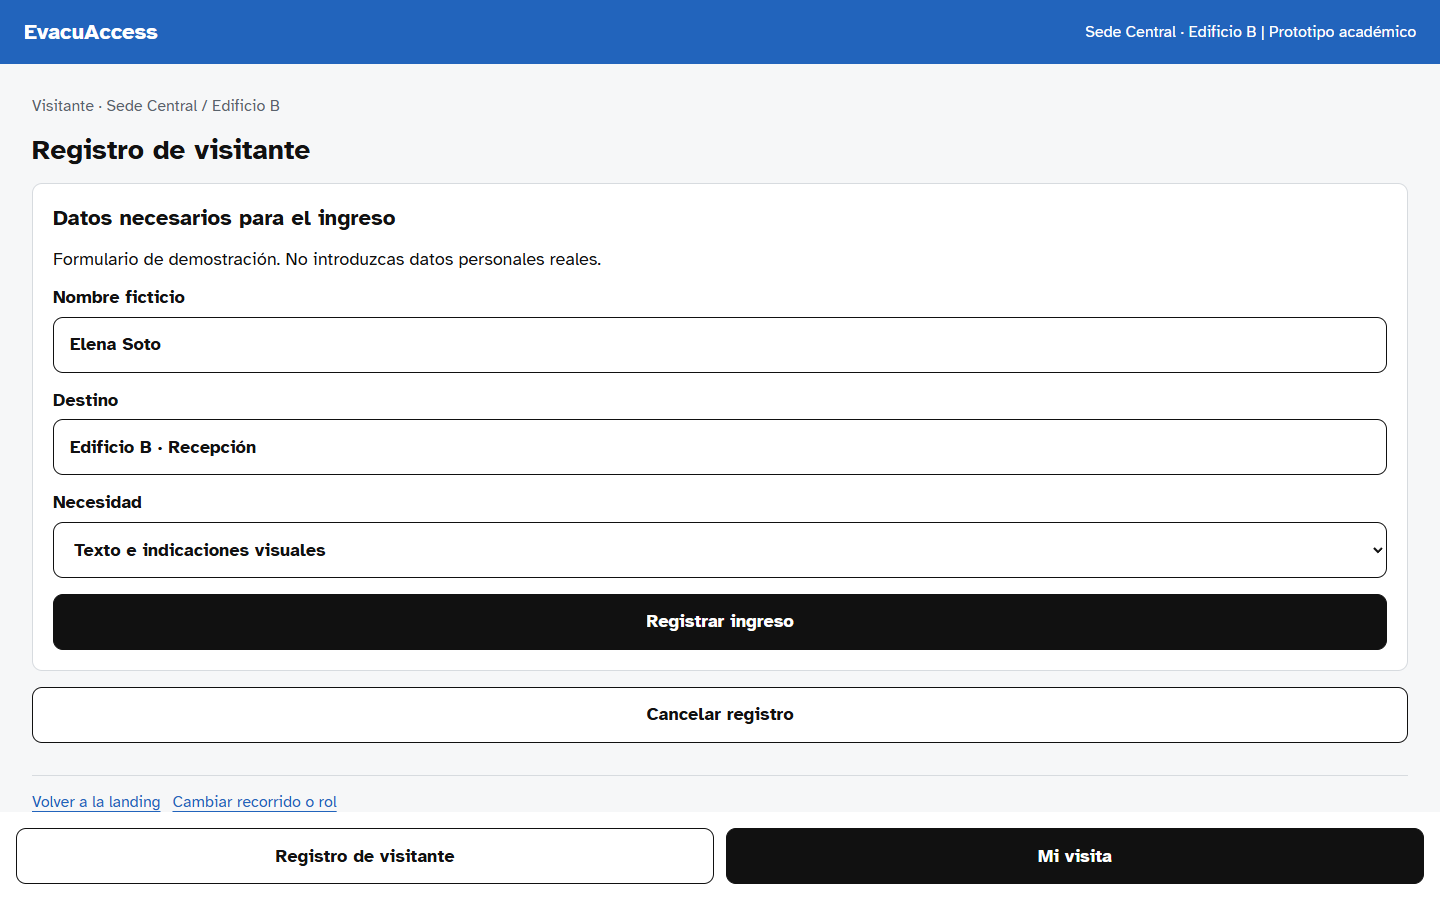 EvacuAccess
Sede Central · Edificio B | Prototipo académico
Visitante · Sede Central / Edificio B
Registro de visitante
Datos necesarios para el ingreso
Formulario de demostración. No introduzcas datos personales reales.
Nombre ficticio
Elena Soto
Destino
Edificio B · Recepción
Necesidad
Texto e indicaciones visuales
Registrar ingreso
Cancelar registro
Volver a la landing Cambiar recorrido o rol
Registro de visitante
Mi visita